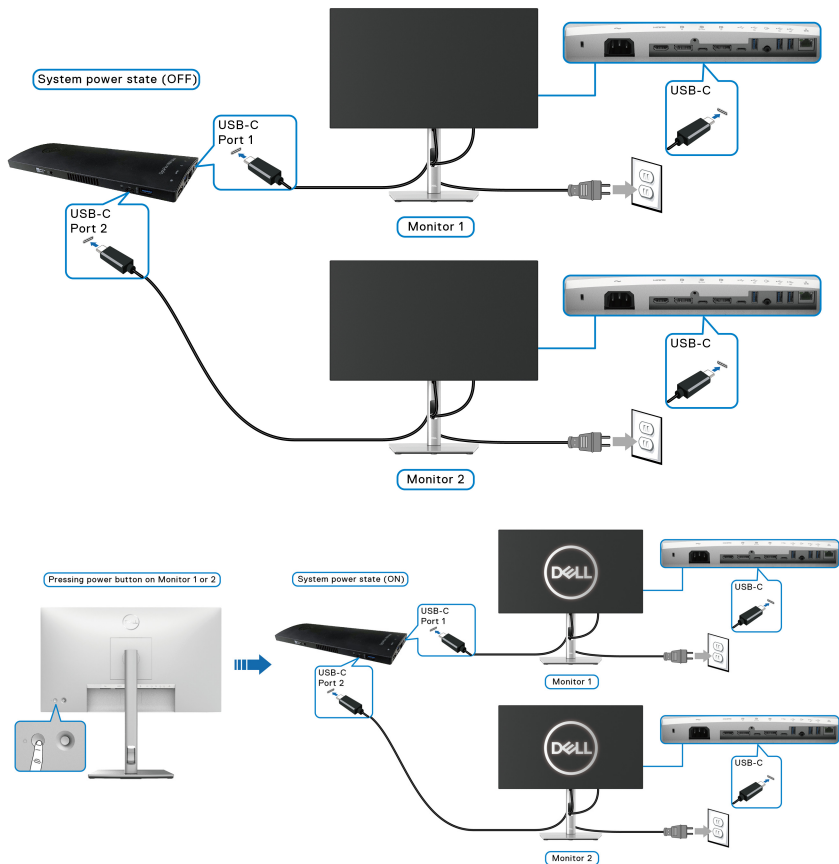 System power state (OFF)
USB-C
Port 1
USB-C
Monitor 1
USB-C
Port 2
USB-C
Monitor 2
Pressing power button on Monitor 1 or 2
System power state (ON)
DELL
USB-C
USB-C
Port 1
Monitor 1
USB-C
Port 2
DELL
USB-C
Monitor 2